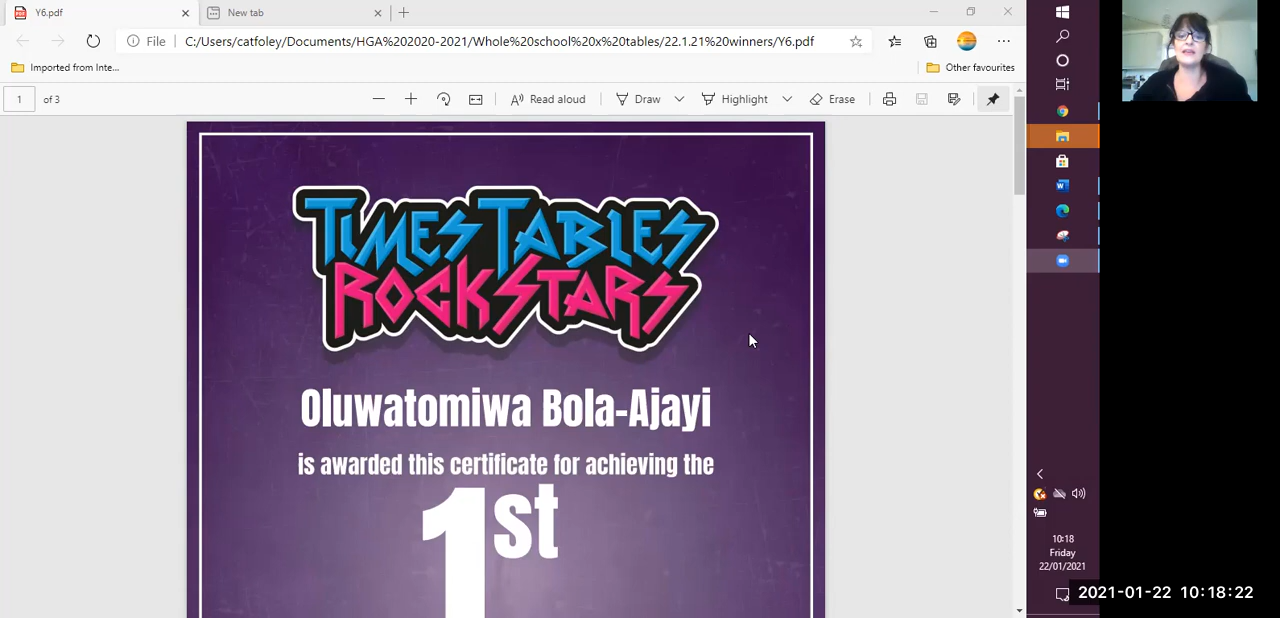 Y6.pdf
New tab
File
C:/Users/catfoley/Documents/HGA%202020-2021/Whole%20school%20x%20tables/22.1.21%20winners/Y6.pdf
Imported from Inte...
Other favourites
1 of 3
Read aloud
Draw
Highlight
Erase
TIMES TABLES
ROCK STARS
Oluwatomiwa Bola-Ajayi
is awarded this certificate for achieving the
1st
10:18
Friday
22/01/2021
2021-01-22 10:18:22